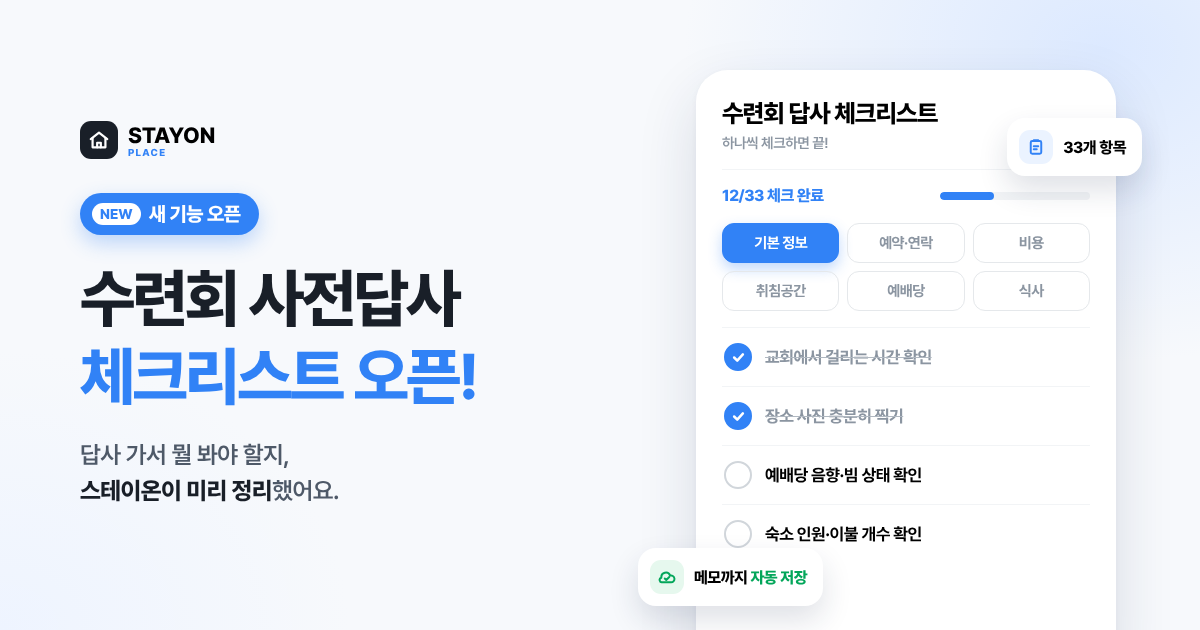 STAYON
PLACE
NEW 새 기능 오픈
수련회 사전답사
체크리스트 오픈!
답사 가서 뭘 봐야 할지,
스테이온이 미리 정리했어요.
수련회 답사 체크리스트
하나씩 체크하면 끝!
33개 항목
12/33 체크 완료
기본 정보 예약·연락 비용
취침공간 예배당 식사
교회에서 걸리는 시간 확인
장소 사진 충분히 찍기
예배당 음향·빔 상태 확인
숙소 인원·이불 개수 확인
메모까지 자동 저장